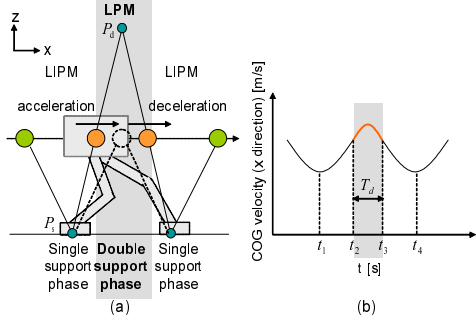 z
x
LPM
P_d
LIPM
LIPM
acceleration
deceleration
P_s
Single
support
phase
Double
support
phase
Single
support
phase
(a)
COG velocity (x direction) [m/s]
T_d
t_1 t_2 t_3 t_4
t [s]
(b)